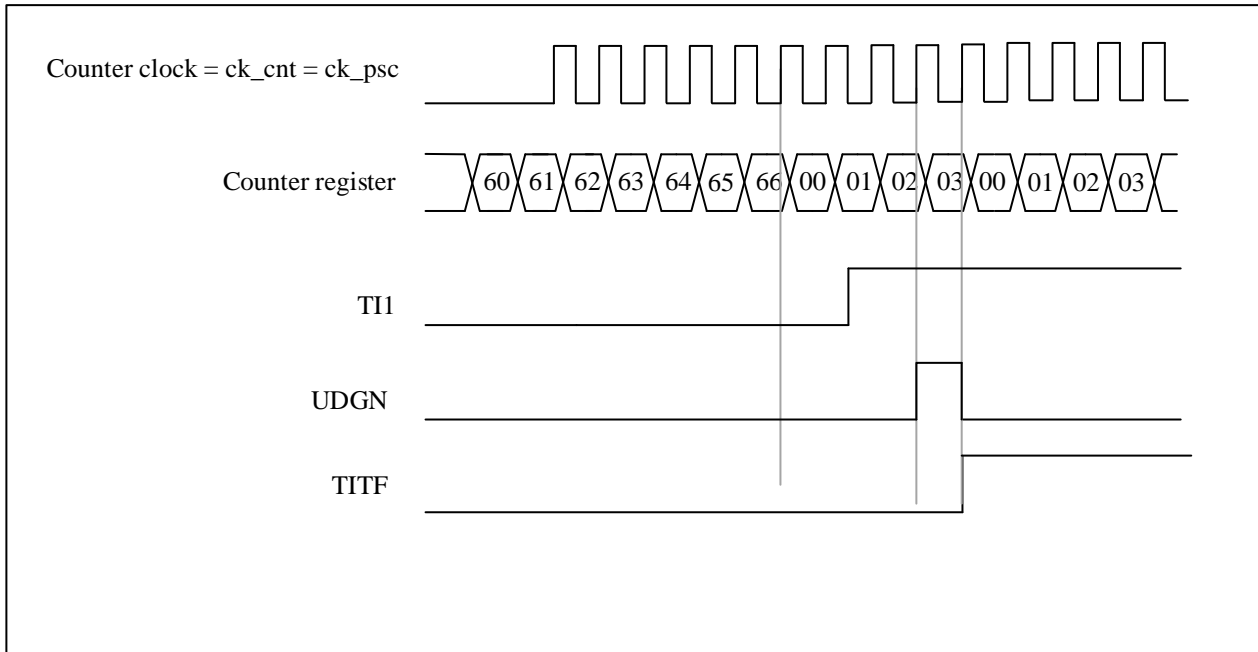 Counter clock = ck_cnt = ck_psc
Counter register 60 61 62 63 64 65 66 00 01 02 03 00 01 02 03
TI1
UDGN
TITF